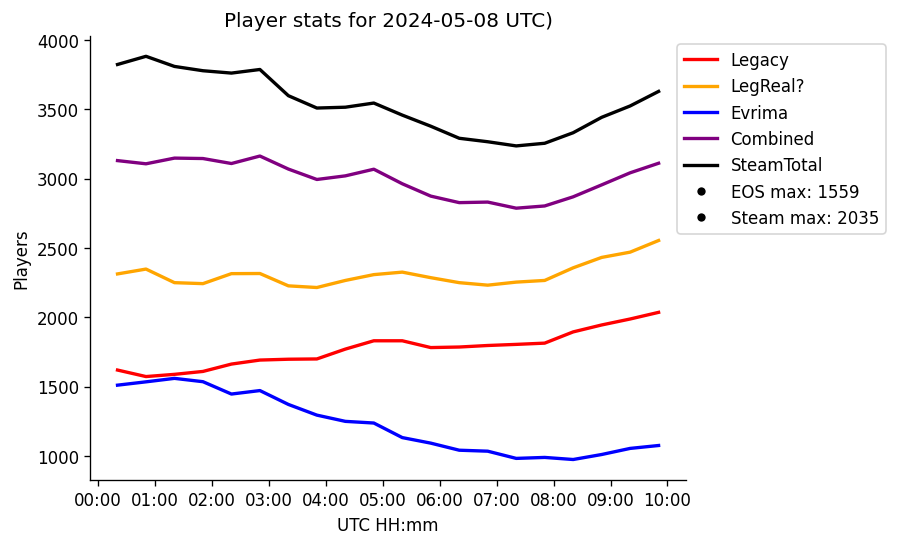 Player stats for 2024-05-08 UTC)
4000
3500
3000
2500
2000
1500
1000
Players
00:00 01:00 02:00 03:00 04:00 05:00 06:00 07:00 08:00 09:00 10:00
UTC HH:mm
Legacy
LegReal?
Evrima
Combined
SteamTotal
EOS max: 1559
Steam max: 2035